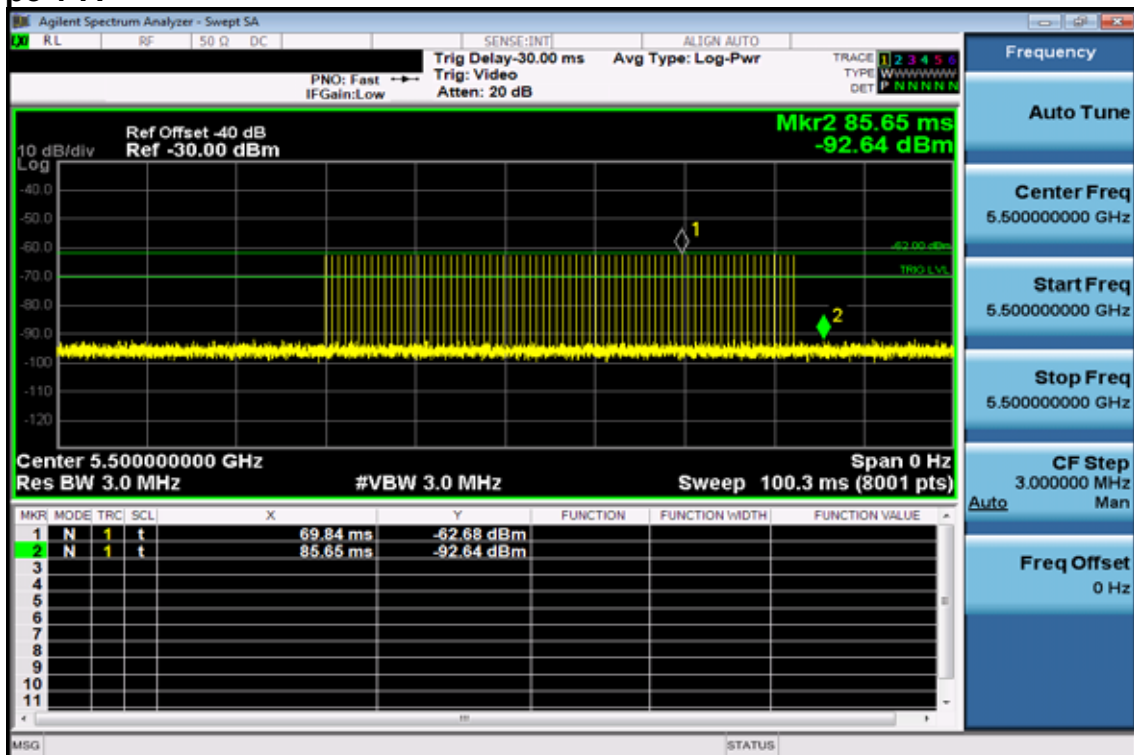 Agilent Spectrum Analyzer - Swept SA
RL RF 50 Ω DC SENSE:INT ALIGN AUTO
Trig Delay-30.00 ms Avg Type: Log-Pwr TRACE 1 2 3 4 5 6
PNO: Fast Trig: Video TYPE WWWWWW
IFGain:Low Atten: 20 dB DET P N N N N N
Mkr2 85.65 ms
-92.64 dBm
Ref Offset -40 dB
10 dB/div Ref -30.00 dBm
Log
-40.0
-50.0
-60.0
-70.0
-80.0
-90.0
-100
-110
-120
1
-62.00 dBm
TRIG LVL
2
Center 5.500000000 GHz Span 0 Hz
Res BW 3.0 MHz #VBW 3.0 MHz Sweep 100.3 ms (8001 pts)
MKR MODE TRC SCL X Y FUNCTION FUNCTION WIDTH FUNCTION VALUE
1 N 1 t 69.84 ms -62.68 dBm
2 N 1 t 85.65 ms -92.64 dBm
3
4
5
6
7
8
9
10
11
MSG STATUS
Frequency
Auto Tune
Center Freq
5.500000000 GHz
Start Freq
5.500000000 GHz
Stop Freq
5.500000000 GHz
CF Step
3.000000 MHz
Auto Man
Freq Offset
0 Hz